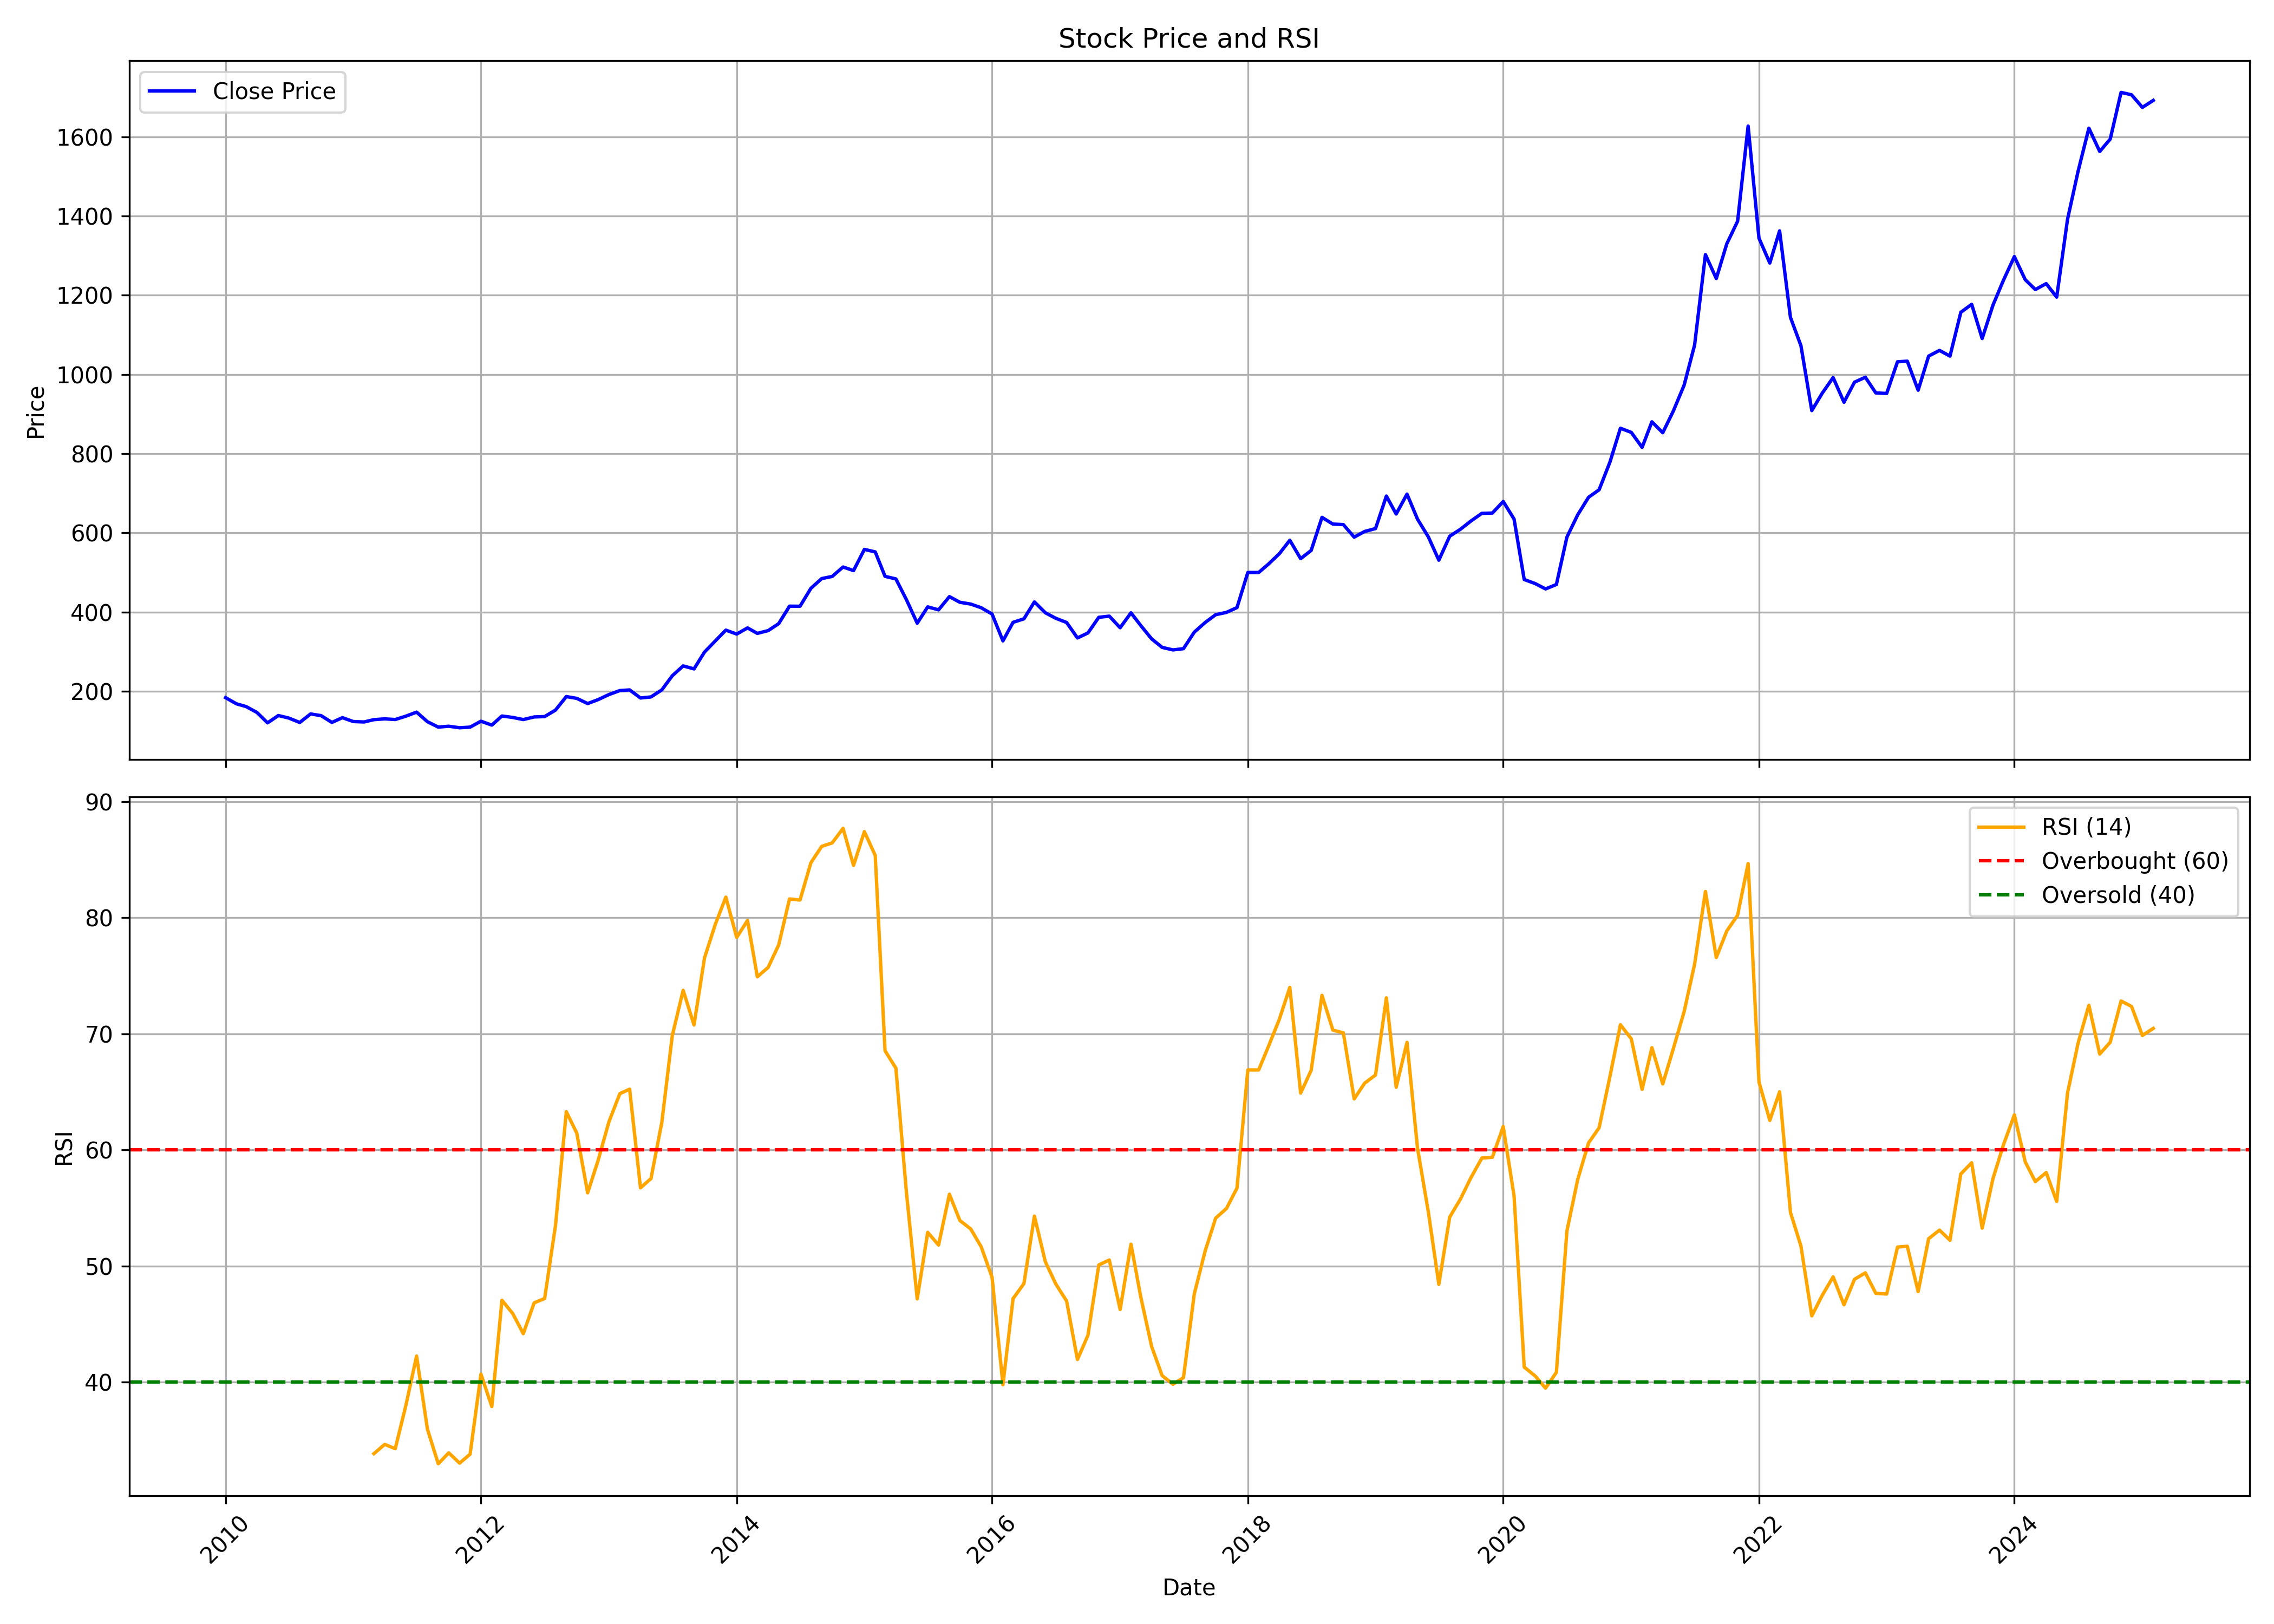 Stock Price and RSI
Close Price
Price
1600
1400
1200
1000
800
600
400
200
RSI (14)
Overbought (60)
Oversold (40)
RSI
90
80
70
60
50
40
2010
2012
2014
2016
2018
2020
2022
2024
Date